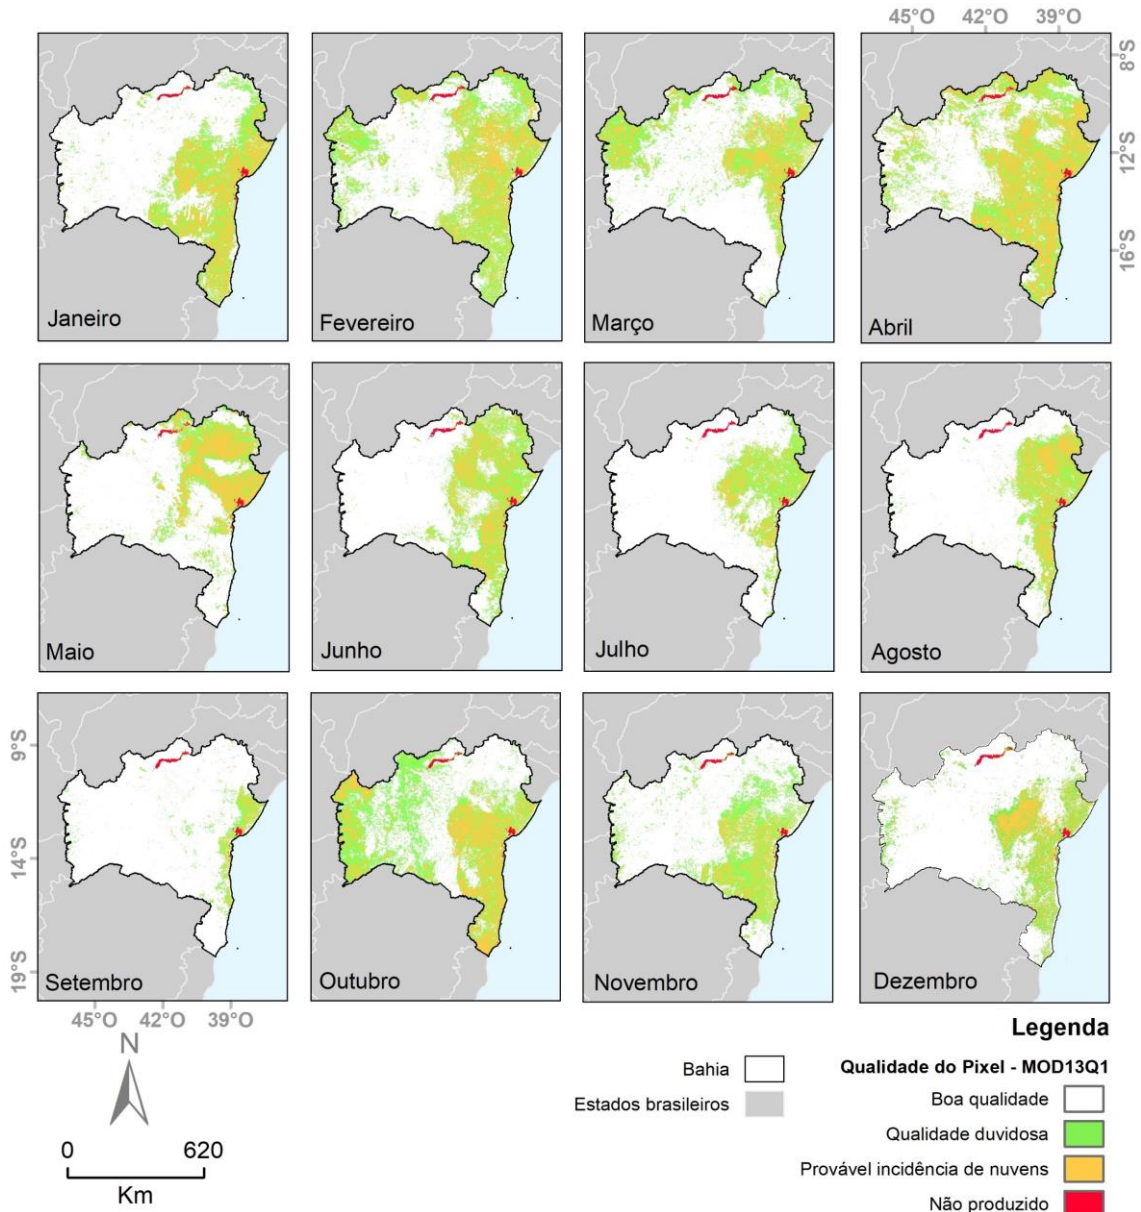 45°O 42°O 39°O
8°S
12°S
16°S
Janeiro
Fevereiro
Março
Abril
Maio
Junho
Julho
Agosto
9°S
14°S
19°S
Setembro
Outubro
Novembro
Dezembro
45°O 42°O 39°O
N
0 620
Km
Bahia
Estados brasileiros
Legenda
Qualidade do Pixel - MOD13Q1
Boa qualidade
Qualidade duvidosa
Provável incidência de nuvens
Não produzido